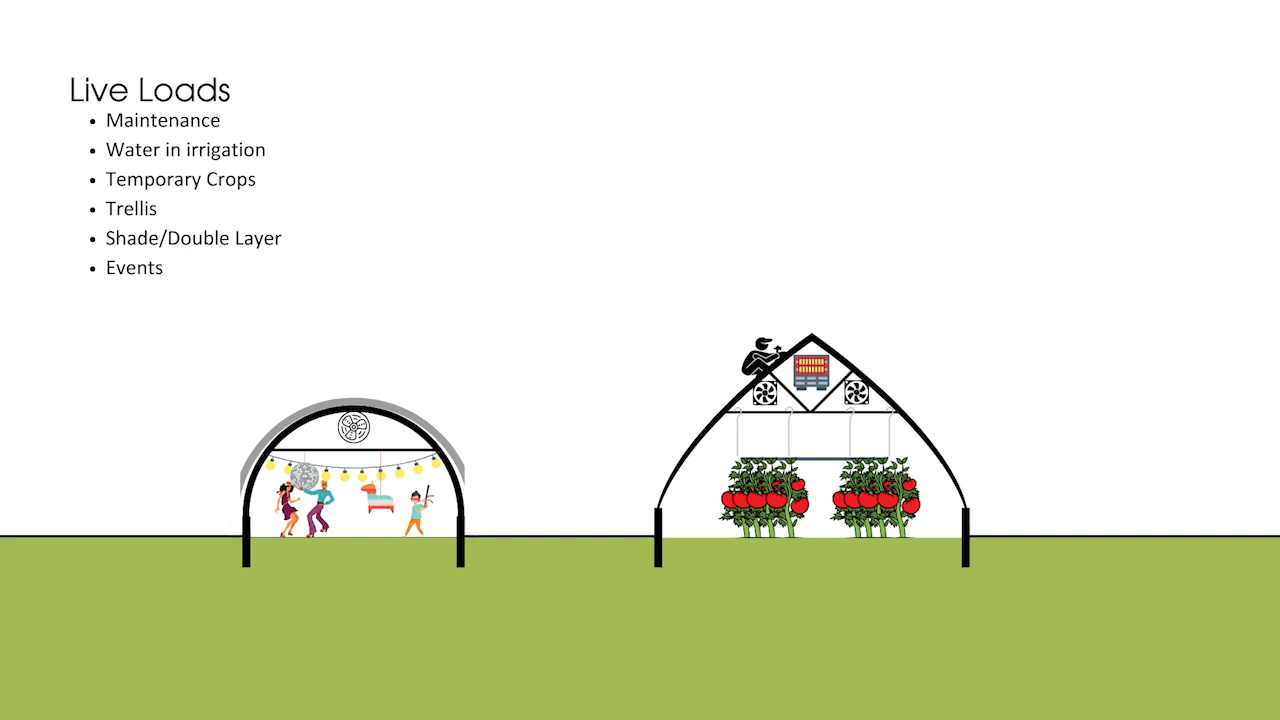 Live Loads
Maintenance
Water in irrigation
Temporary Crops
Trellis
Shade/Double Layer
Events